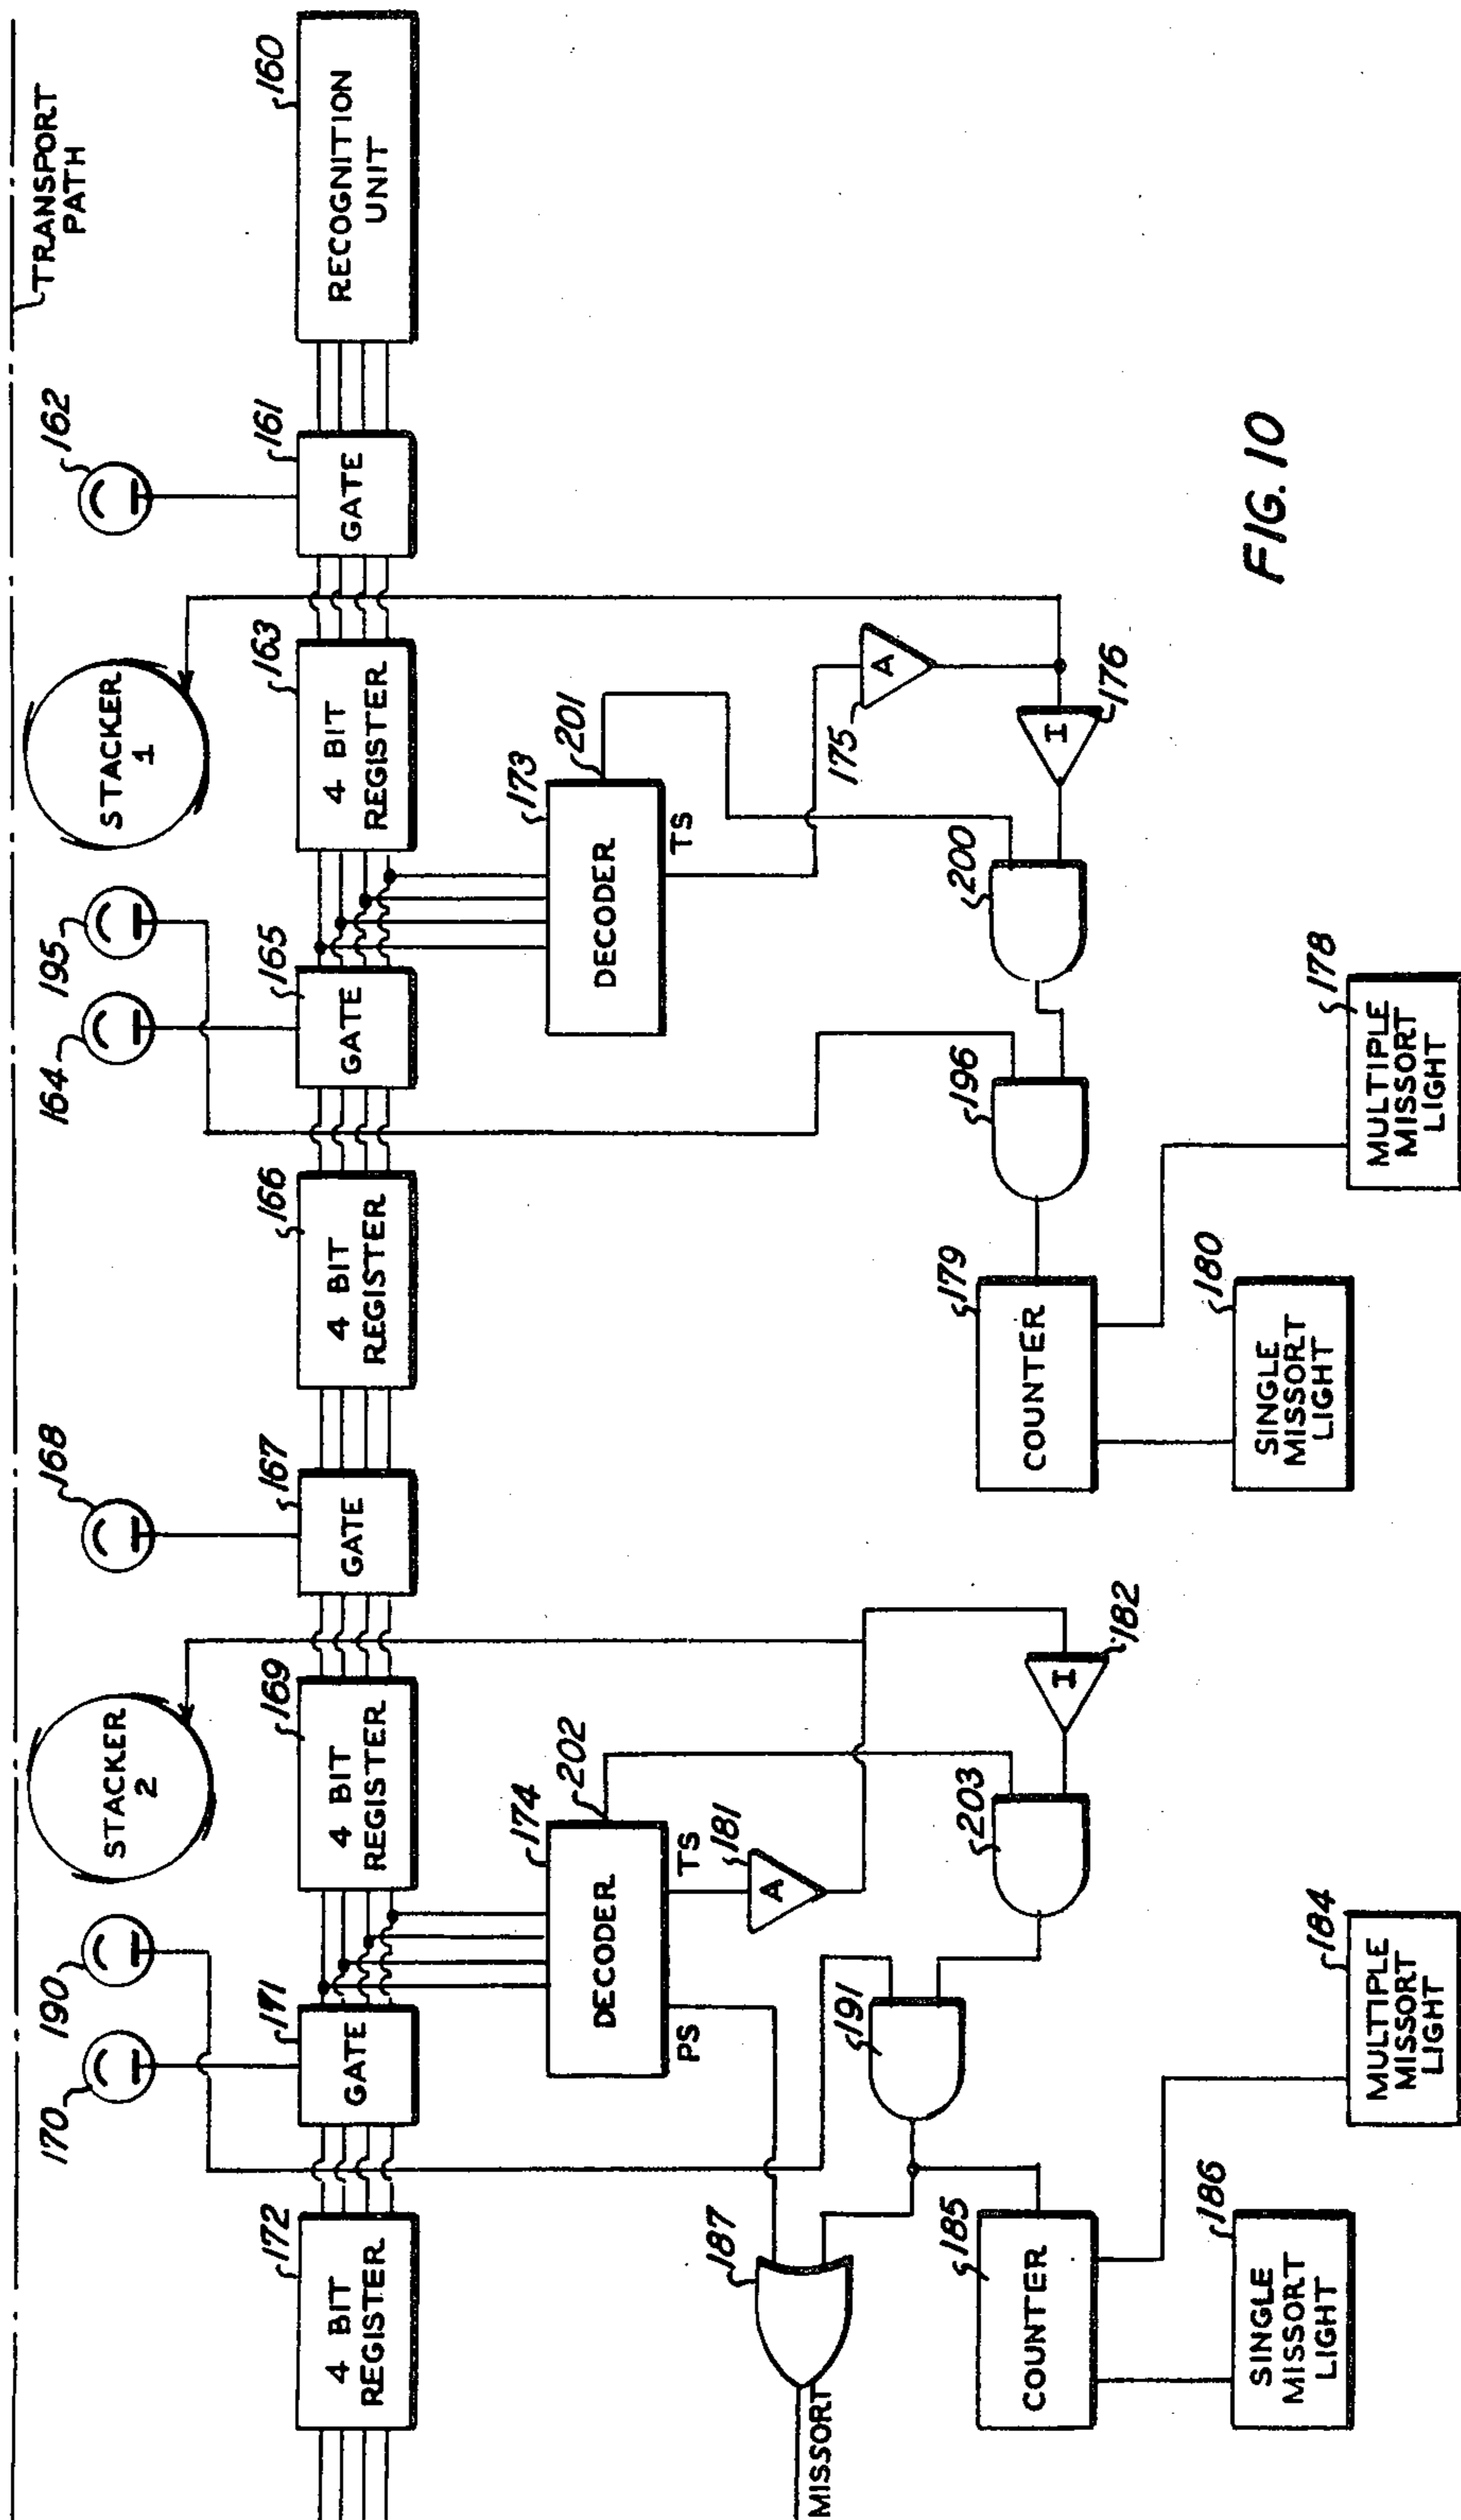 TRANSPORT
PATH
162
160
161
RECOGNITION
UNIT
GATE
STACKER
1
163
4 BIT
REGISTER
164
195
165
GATE
201
173
DECODER
TS
A
175
I
176
200
166
4 BIT
REGISTER
196
178
MULTIPLE
MISSORT
LIGHT
179
COUNTER
180
SINGLE
MISSORT
LIGHT
168
167
GATE
STACKER
2
169
4 BIT
REGISTER
202
174
DECODER
TS
PS
181
A
I
182
203
170
190
171
GATE
191
184
MULTIPLE
MISSORT
LIGHT
172
4 BIT
REGISTER
187
MISSORT
185
COUNTER
186
SINGLE
MISSORT
LIGHT
FIG. 10